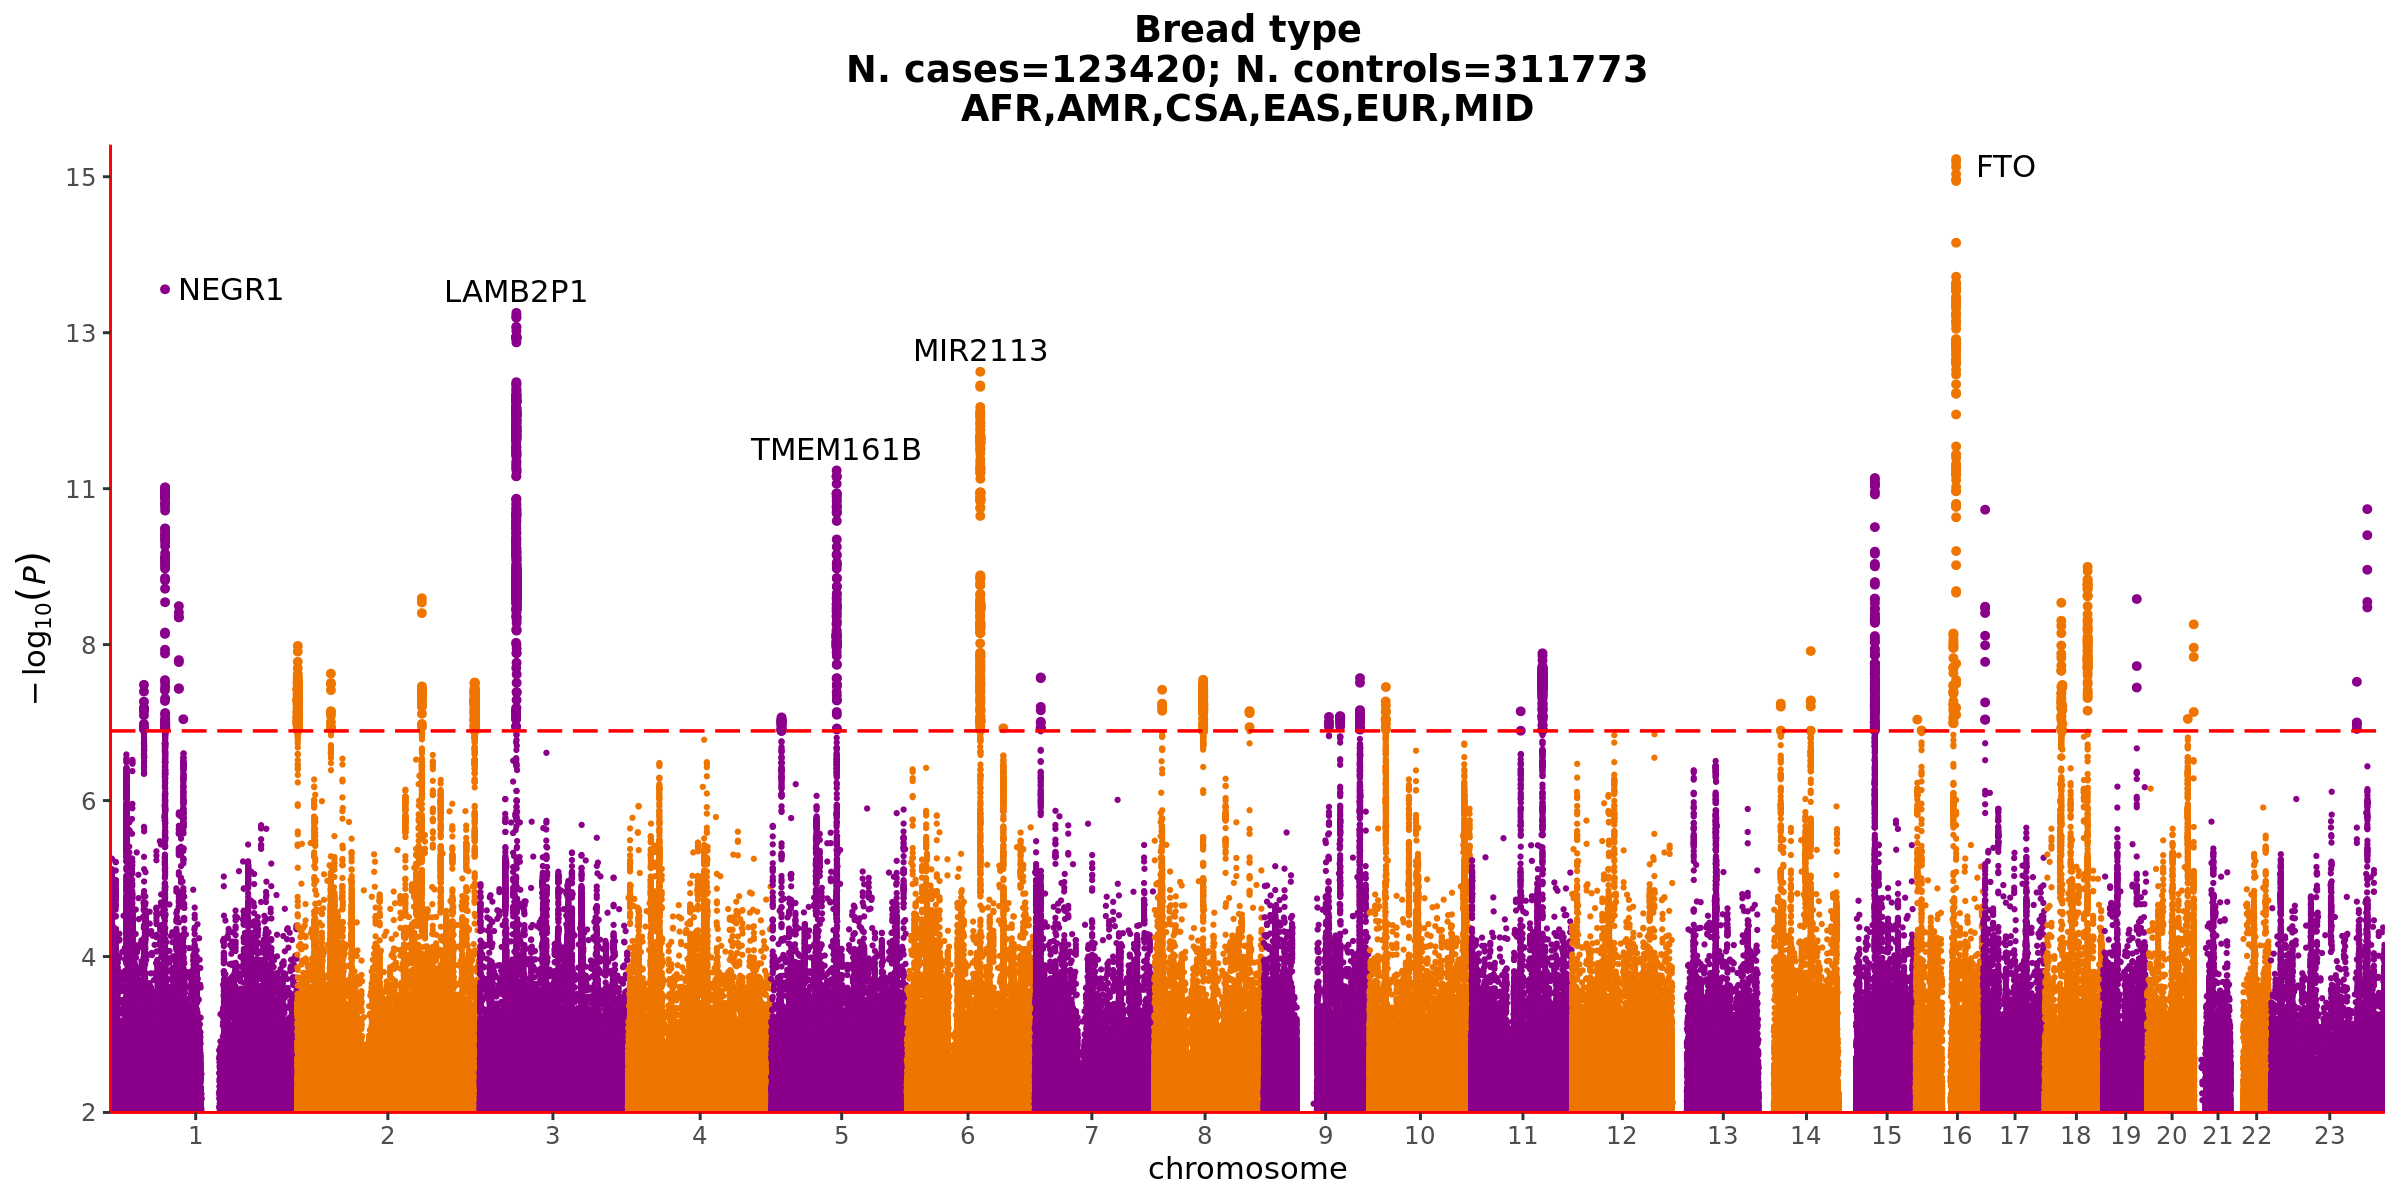 Bread type
N. cases=123420; N. controls=311773
AFR,AMR,CSA,EAS,EUR,MID
15
FTO
NEGR1
LAMB2P1
13
MIR2113
TMEM161B
11
−log10(P)
8
6
4
2
1 2 3 4 5 6 7 8 9 10 11 12 13 14 15 16 17 18 19 20 21 22 23
chromosome